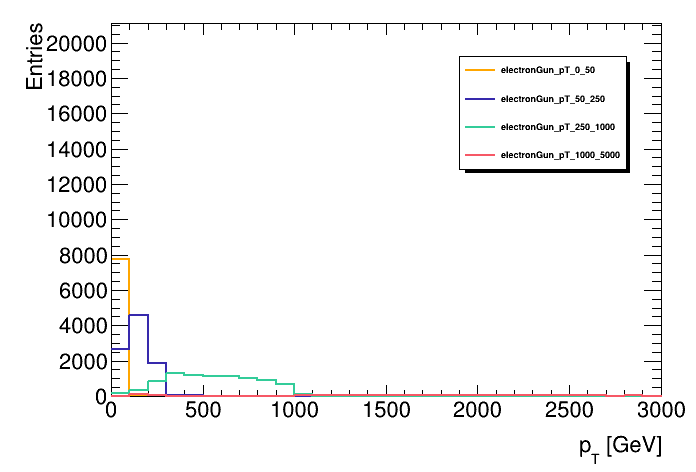 Entries
20000
18000
16000
14000
12000
10000
8000
6000
4000
2000
0
electronGun_pT_0_50
electronGun_pT_50_250
electronGun_pT_250_1000
electronGun_pT_1000_5000
0 500 1000 1500 2000 2500 3000
p_T [GeV]